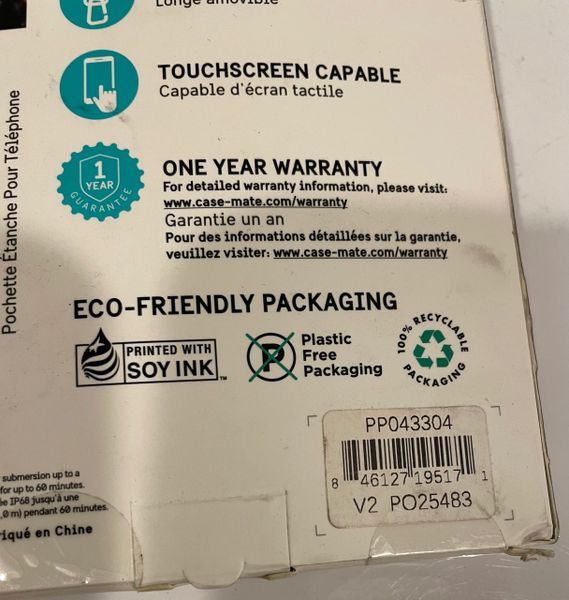 Longe amovible
TOUCHSCREEN CAPABLE
Capable d'écran tactile
1
YEAR
GUARANTEE
ONE YEAR WARRANTY
For detailed warranty information, please visit:
www.case-mate.com/warranty
Garantie un an
Pour des informations détaillées sur la garantie,
veuillez visiter: www.case-mate.com/warranty
Pochette Étanche Pour Téléphone
ECO-FRIENDLY PACKAGING
PRINTED WITH
SOY INK™
P
Plastic
Free
Packaging
100% RECYCLABLE
PACKAGING
PP043304
8 46127 19517 1
V2 PO25483
submersion up to a
for up to 60 minutes.
IP68 jusqu'à une
,0 m) pendant 60 minutes.
en Chine